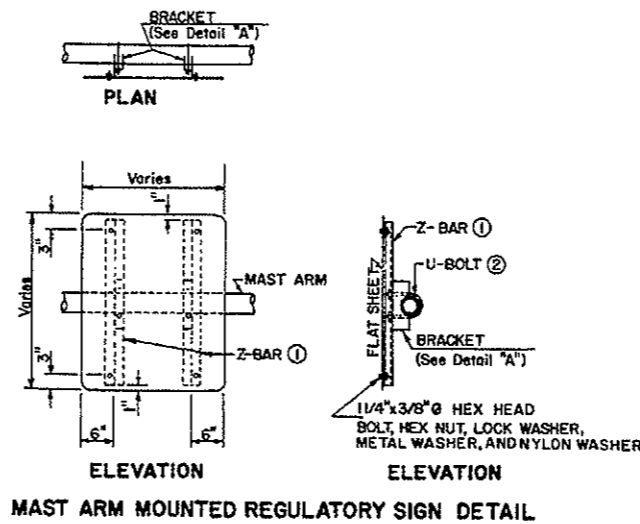 BRACKET
(See Detail "A")
PLAN
Varies
1"
3"
Varies
MAST ARM
3"
Z-BAR ①
1"
6"
6"
ELEVATION
Z-BAR ①
U-BOLT ②
FLAT SHEET
BRACKET
(See Detail "A")
1 1/4"x3/8"Ø HEX HEAD
BOLT, HEX NUT, LOCK WASHER,
METAL WASHER, AND NYLON WASHER
ELEVATION
MAST ARM MOUNTED REGULATORY SIGN DETAIL